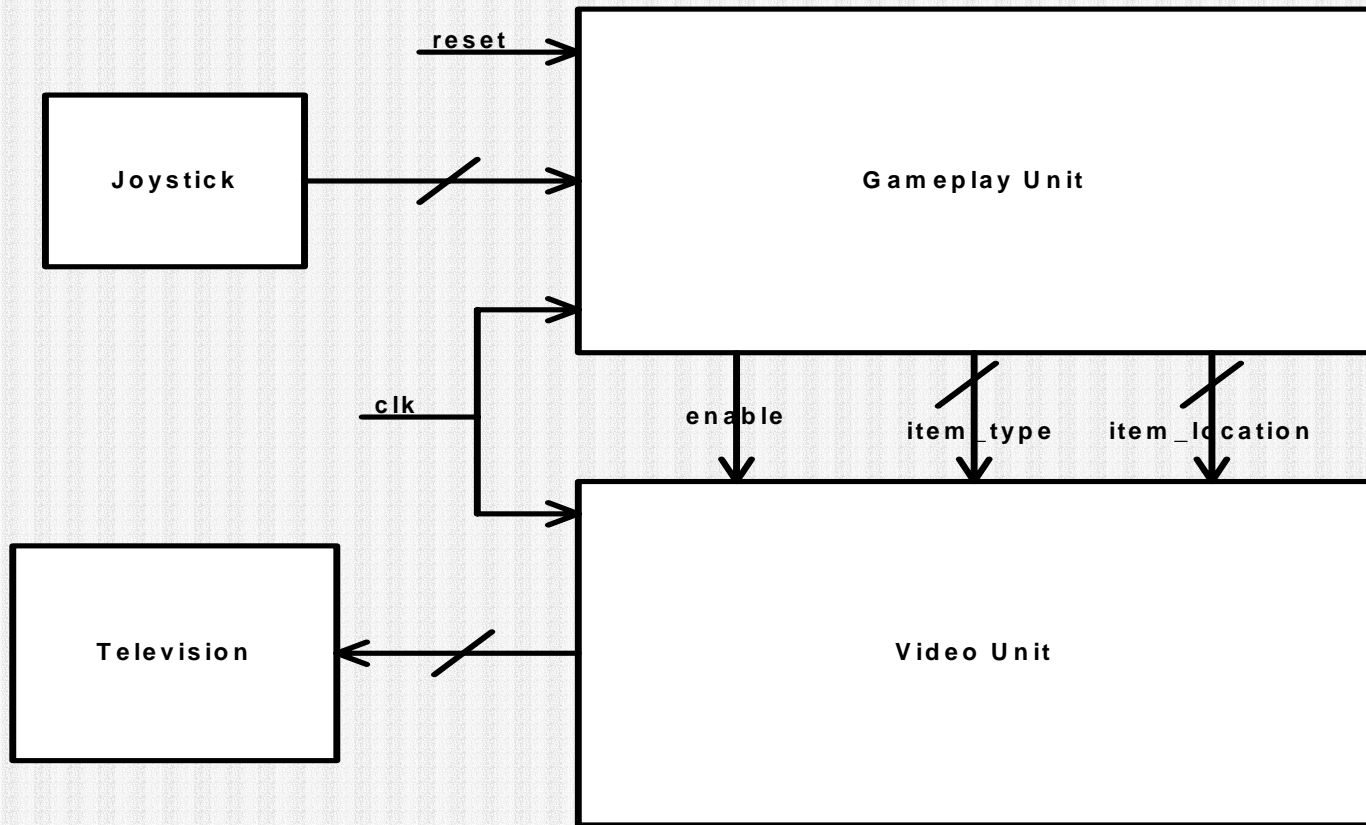 reset
Joystick
Gameplay Unit
clk
enable
item_type
item_location
Television
Video Unit